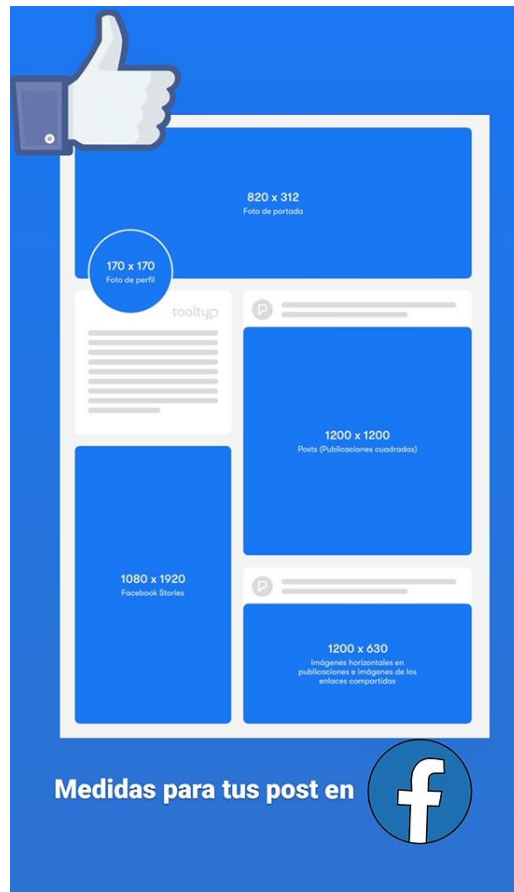 820 x 312
Foto de portada
170 x 170
Foto de perfil
tooltyp
1200 x 1200
Posts (Publicaciones cuadradas)
1080 x 1920
Facebook Stories
1200 x 630
Imágenes horizontales en
publicaciones e imágenes de los
enlaces compartidos
Medidas para tus post en
f